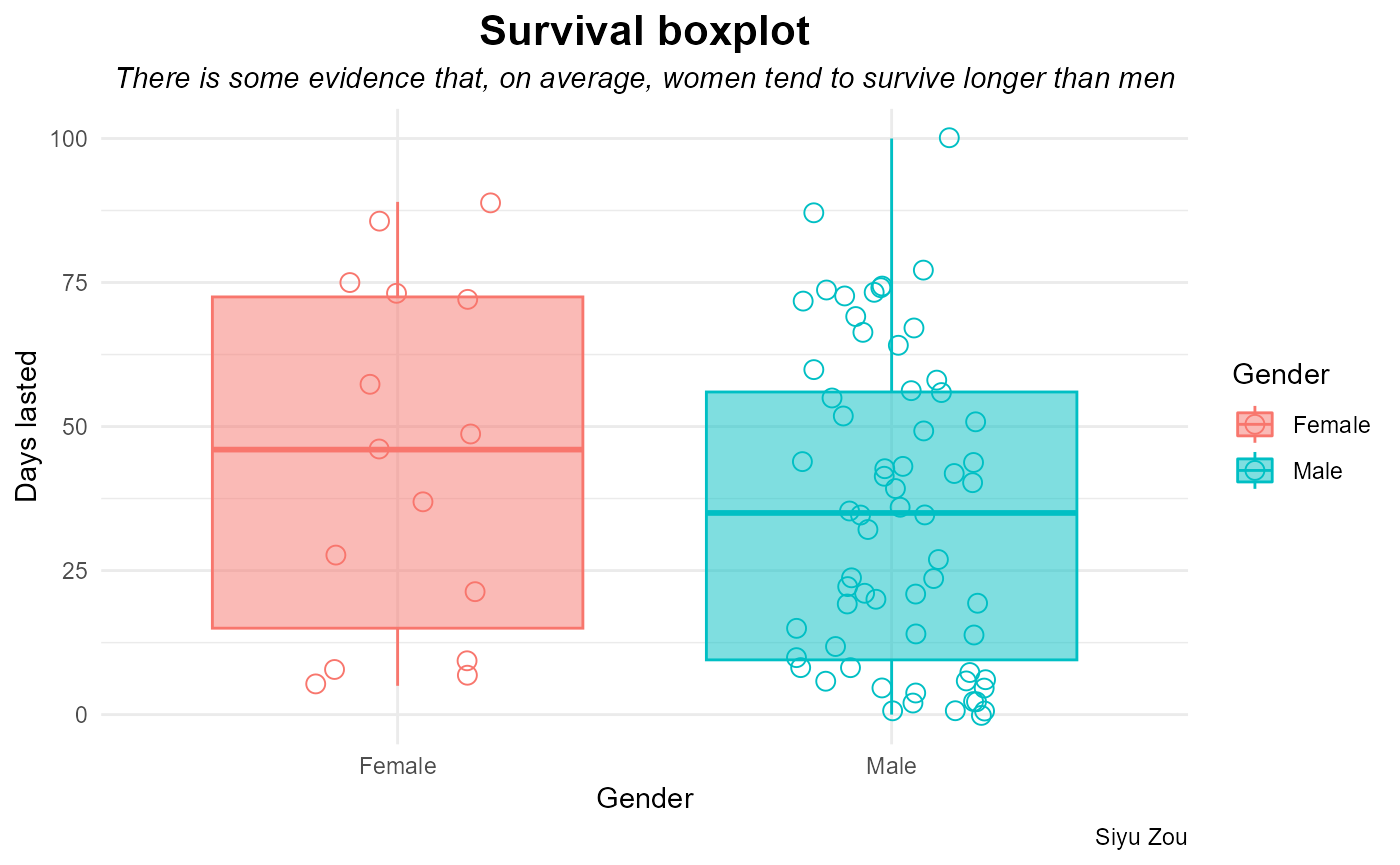 Survival boxplot
There is some evidence that, on average, women tend to survive longer than men
100
75
50
25
0
Days lasted
Female
Male
Gender
Gender
Female
Male
Siyu Zou